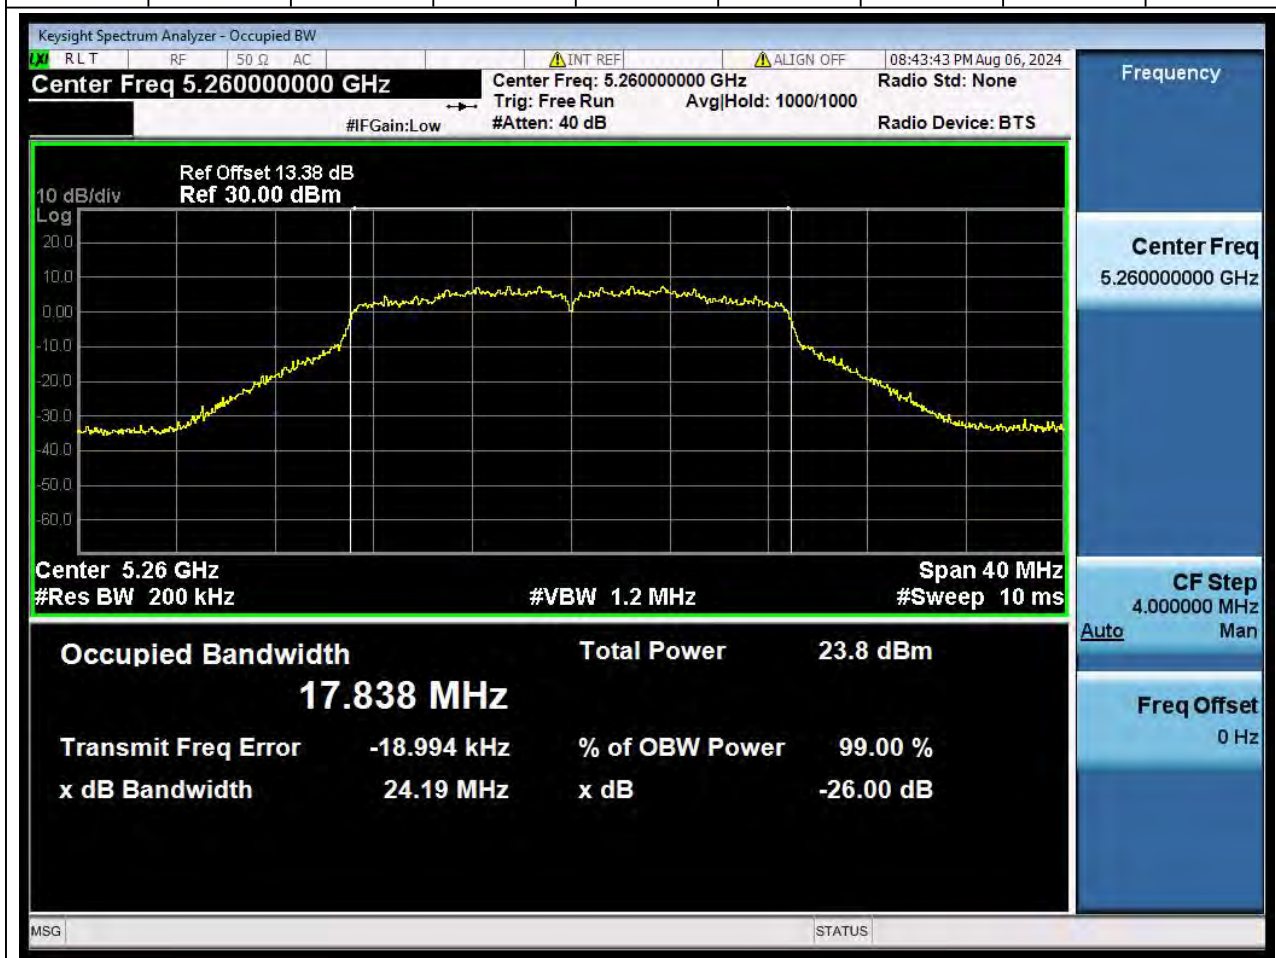 Keysight Spectrum Analyzer - Occupied BW
LXI RLT RF 50 Ω AC INT REF ALIGN OFF 08:43:43 PM Aug 06, 2024
Center Freq 5.260000000 GHz
Center Freq: 5.260000000 GHz Radio Std: None
Trig: Free Run Avg|Hold: 1000/1000
#IFGain:Low #Atten: 40 dB Radio Device: BTS
Ref Offset 13.38 dB
10 dB/div Ref 30.00 dBm
Log
20.0
10.0
0.00
-10.0
-20.0
-30.0
-40.0
-50.0
-60.0
Center 5.26 GHz Span 40 MHz
#Res BW 200 kHz #VBW 1.2 MHz #Sweep 10 ms
Occupied Bandwidth Total Power 23.8 dBm
17.838 MHz
Transmit Freq Error -18.994 kHz % of OBW Power 99.00 %
x dB Bandwidth 24.19 MHz x dB -26.00 dB
MSG STATUS
Frequency
Center Freq
5.260000000 GHz
CF Step
4.000000 MHz
Auto Man
Freq Offset
0 Hz